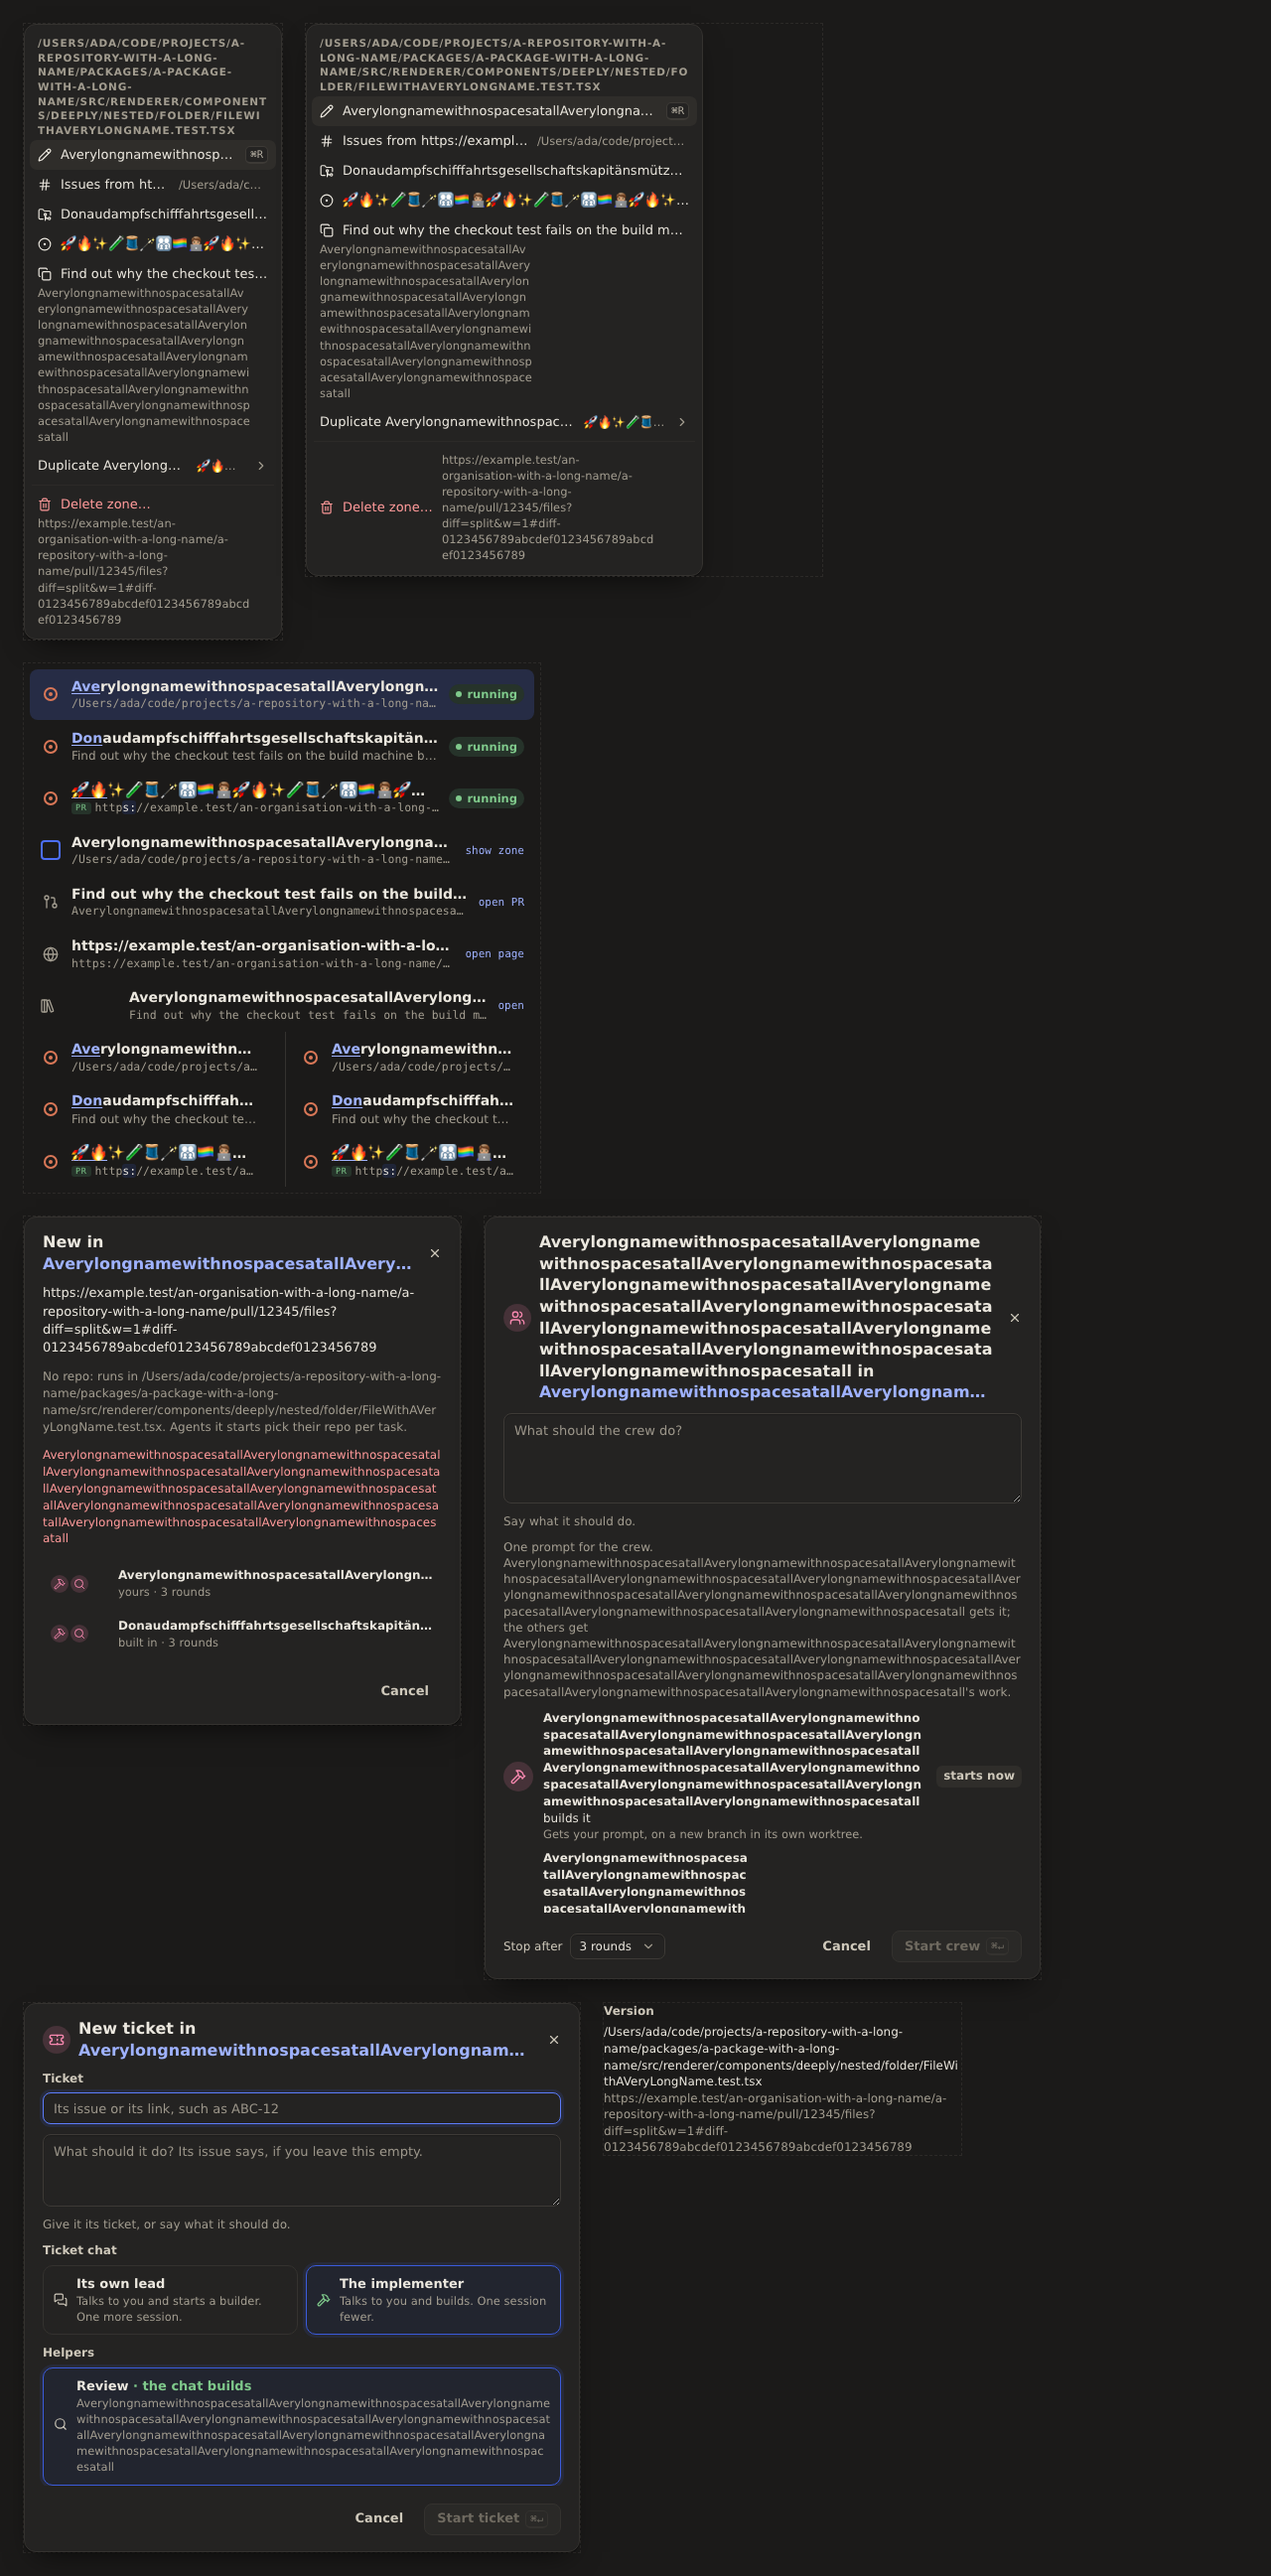 /USERS/ADA/CODE/PROJECTS/A-
REPOSITORY-WITH-A-LONG-
NAME/PACKAGES/A-PACKAGE-
WITH-A-LONG-
NAME/SRC/RENDERER/COMPONENT
S/DEEPLY/NESTED/FOLDER/FILEWI
THAVERYLONGNAME.TEST.TSX
Averylongnamewithnosp… ⌘R
Issues from ht… /Users/ada/c…
Donaudampfschifffahrtsgesell…
🚀🔥✨🧪🧵🪄…
Find out why the checkout tes…
AverylongnamewithnospacesatallAv
erylongnamewithnospacesatallAvery
longnamewithnospacesatallAverylon
gnamewithnospacesatallAverylongn
amewithnospacesatallAverylongnam
ewithnospacesatallAverylongnamewi
thnospacesatallAverylongnamewithn
ospacesatallAverylongnamewithnosp
acesatallAverylongnamewithnospace
satall
Duplicate Averylong… 🚀🔥…
Delete zone…
https://example.test/an-
organisation-with-a-long-name/a-
repository-with-a-long-
name/pull/12345/files?
diff=split&w=1#diff-
0123456789abcdef0123456789abcd
ef0123456789
/USERS/ADA/CODE/PROJECTS/A-REPOSITORY-WITH-A-
LONG-NAME/PACKAGES/A-PACKAGE-WITH-A-LONG-
NAME/SRC/RENDERER/COMPONENTS/DEEPLY/NESTED/FO
LDER/FILEWITHAVERYLONGNAME.TEST.TSX
AverylongnamewithnospacesatallAverylongna… ⌘R
Issues from https://exampl… /Users/ada/code/project…
Donaudampfschifffahrtsgesellschaftskapitänsmütz…
🚀🔥✨🧪🧵🪄…
Find out why the checkout test fails on the build m…
AverylongnamewithnospacesatallAv
erylongnamewithnospacesatallAvery
longnamewithnospacesatallAverylon
gnamewithnospacesatallAverylongn
amewithnospacesatallAverylongnam
ewithnospacesatallAverylongnamewi
thnospacesatallAverylongnamewithn
ospacesatallAverylongnamewithnosp
acesatallAverylongnamewithnospace
satall
Duplicate Averylongnamewithnospac… 🚀🔥✨🧪🧵…
Delete zone…
https://example.test/an-
organisation-with-a-long-name/a-
repository-with-a-long-
name/pull/12345/files?
diff=split&w=1#diff-
0123456789abcdef0123456789abcd
ef0123456789
AverylongnamewithnospacesatallAverylongn… running
/Users/ada/code/projects/a-repository-with-a-long-na…
Donaudampfschifffahrtsgesellschaftskapitän… running
Find out why the checkout test fails on the build machine b…
🚀🔥✨🧪🧵🪄… running
PR https://example.test/an-organisation-with-a-long-…
AverylongnamewithnospacesatallAverylongna… show zone
/Users/ada/code/projects/a-repository-with-a-long-name…
Find out why the checkout test fails on the build… open PR
AverylongnamewithnospacesatallAverylongnamewithnospacesa…
https://example.test/an-organisation-with-a-lo… open page
https://example.test/an-organisation-with-a-long-name/…
AverylongnamewithnospacesatallAverylong… open
Find out why the checkout test fails on the build m…
Averylongnamewithn… Averylongnamewithn…
/Users/ada/code/projects/a… /Users/ada/code/projects/…
Donaudampfschifffah… Donaudampfschifffah…
Find out why the checkout te… Find out why the checkout t…
🚀🔥✨🧪🧵🪄… 🚀🔥✨🧪🧵🪄…
PR https://example.test/a… PR https://example.test/a…
New in
AverylongnamewithnospacesatallAvery…
https://example.test/an-organisation-with-a-long-name/a-
repository-with-a-long-name/pull/12345/files?
diff=split&w=1#diff-
0123456789abcdef0123456789abcdef0123456789
No repo: runs in /Users/ada/code/projects/a-repository-with-a-long-
name/packages/a-package-with-a-long-
name/src/renderer/components/deeply/nested/folder/FileWithAVer
yLongName.test.tsx. Agents it starts pick their repo per task.
AverylongnamewithnospacesatallAverylongnamewithnospacesatal
lAverylongnamewithnospacesatallAverylongnamewithnospacesata
llAverylongnamewithnospacesatallAverylongnamewithnospacesat
allAverylongnamewithnospacesatallAverylongnamewithnospacesa
tallAverylongnamewithnospacesatallAverylongnamewithnospaces
atall
AverylongnamewithnospacesatallAverylongn…
yours · 3 rounds
Donaudampfschifffahrtsgesellschaftskapitän…
built in · 3 rounds
Cancel
AverylongnamewithnospacesatallAverylongname
withnospacesatallAverylongnamewithnospacesata
llAverylongnamewithnospacesatallAverylongname
withnospacesatallAverylongnamewithnospacesata
llAverylongnamewithnospacesatallAverylongname
withnospacesatallAverylongnamewithnospacesata
llAverylongnamewithnospacesatall in
AverylongnamewithnospacesatallAverylongnam…
What should the crew do?
Say what it should do.
One prompt for the crew.
AverylongnamewithnospacesatallAverylongnamewithnospacesatallAverylongnamewit
hnospacesatallAverylongnamewithnospacesatallAverylongnamewithnospacesatallAver
ylongnamewithnospacesatallAverylongnamewithnospacesatallAverylongnamewithnos
pacesatallAverylongnamewithnospacesatallAverylongnamewithnospacesatall gets it;
the others get
AverylongnamewithnospacesatallAverylongnamewithnospacesatallAverylongnamewit
hnospacesatallAverylongnamewithnospacesatallAverylongnamewithnospacesatallAver
ylongnamewithnospacesatallAverylongnamewithnospacesatallAverylongnamewithnos
pacesatallAverylongnamewithnospacesatallAverylongnamewithnospacesatall's work.
AverylongnamewithnospacesatallAverylongnamewithno
spacesatallAverylongnamewithnospacesatallAverylongn
amewithnospacesatallAverylongnamewithnospacesatall
AverylongnamewithnospacesatallAverylongnamewithno
spacesatallAverylongnamewithnospacesatallAverylongn
amewithnospacesatallAverylongnamewithnospacesatall
builds it
starts now
Gets your prompt, on a new branch in its own worktree.
Averylongnamewithnospacesa
tallAverylongnamewithnospac
esatallAverylongnamewithnos
pacesatallAverylongnamewith
Stop after 3 rounds Cancel Start crew ⌘↵
New ticket in
AverylongnamewithnospacesatallAverylongnam…
Ticket
Its issue or its link, such as ABC-12
What should it do? Its issue says, if you leave this empty.
Give it its ticket, or say what it should do.
Ticket chat
Its own lead
Talks to you and starts a builder.
One more session.
The implementer
Talks to you and builds. One session
fewer.
Helpers
Review · the chat builds
AverylongnamewithnospacesatallAverylongnamewithnospacesatallAverylongname
withnospacesatallAverylongnamewithnospacesatallAverylongnamewithnospacesat
allAverylongnamewithnospacesatallAverylongnamewithnospacesatallAverylongna
mewithnospacesatallAverylongnamewithnospacesatallAverylongnamewithnospac
esatall
Cancel Start ticket ⌘↵
Version
/Users/ada/code/projects/a-repository-with-a-long-
name/packages/a-package-with-a-long-
name/src/renderer/components/deeply/nested/folder/FileWi
thAVeryLongName.test.tsx
https://example.test/an-organisation-with-a-long-name/a-
repository-with-a-long-name/pull/12345/files?
diff=split&w=1#diff-
0123456789abcdef0123456789abcdef0123456789